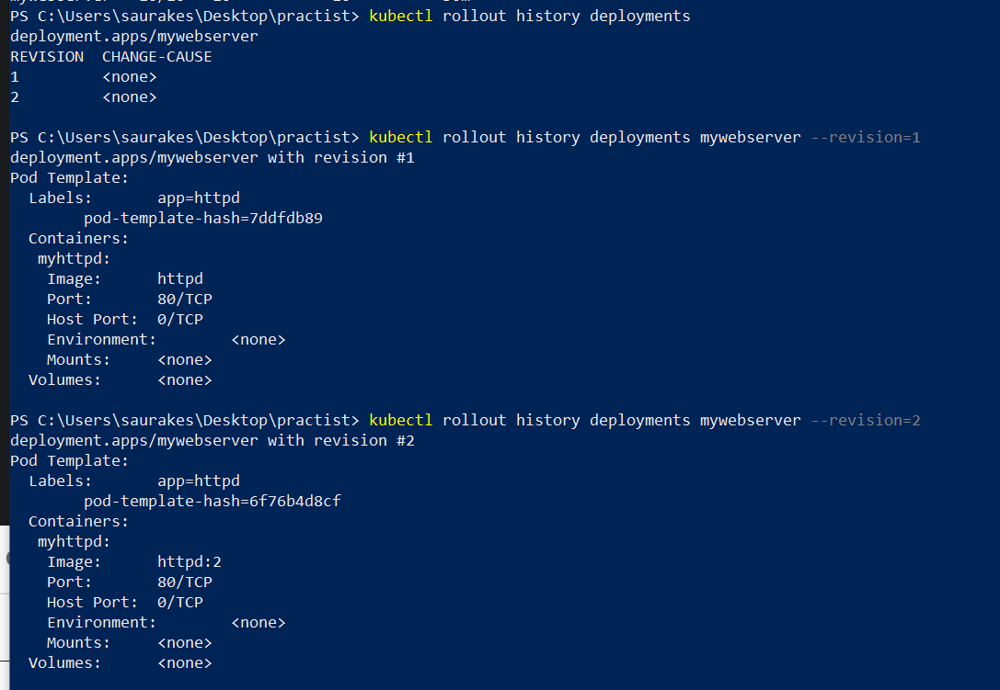 PS C:\Users\saurakes\Desktop\practist> kubectl rollout history deployments
deployment.apps/mywebserver
REVISION  CHANGE-CAUSE
1         <none>
2         <none>
PS C:\Users\saurakes\Desktop\practist> kubectl rollout history deployments mywebserver --revision=1
deployment.apps/mywebserver with revision #1
Pod Template:
  Labels:       app=httpd
        pod-template-hash=7ddfdb89
  Containers:
   myhttpd:
    Image:      httpd
    Port:       80/TCP
    Host Port:  0/TCP
    Environment:        <none>
    Mounts:     <none>
  Volumes:      <none>
PS C:\Users\saurakes\Desktop\practist> kubectl rollout history deployments mywebserver --revision=2
deployment.apps/mywebserver with revision #2
Pod Template:
  Labels:       app=httpd
        pod-template-hash=6f76b4d8cf
  Containers:
   myhttpd:
    Image:      httpd:2
    Port:       80/TCP
    Host Port:  0/TCP
    Environment:        <none>
    Mounts:     <none>
  Volumes:      <none>